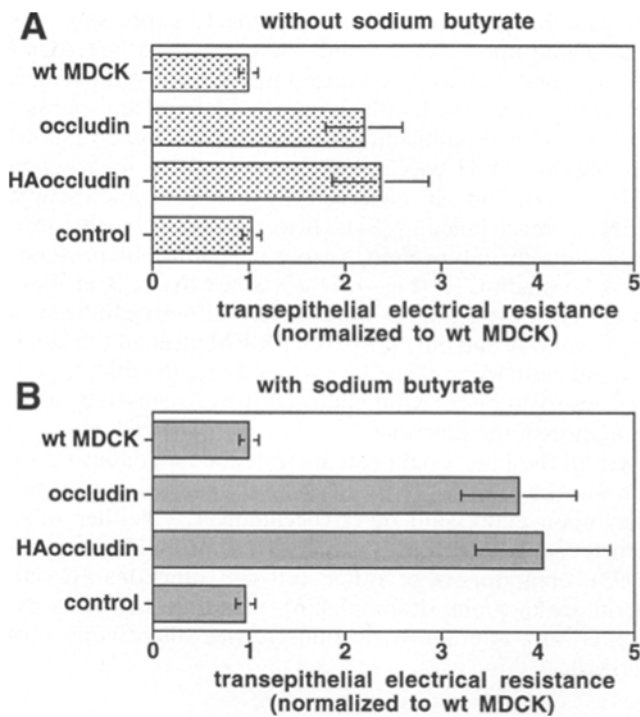 A
without sodium butyrate
wt MDCK
occludin
HAoccludin
control
0 1 2 3 4 5
transepithelial electrical resistance
(normalized to wt MDCK)
with sodium butyrate
B
wt MDCK
occludin
HAoccludin
control
0 1 2 3 4 5
transepithelial electrical resistance
(normalized to wt MDCK)